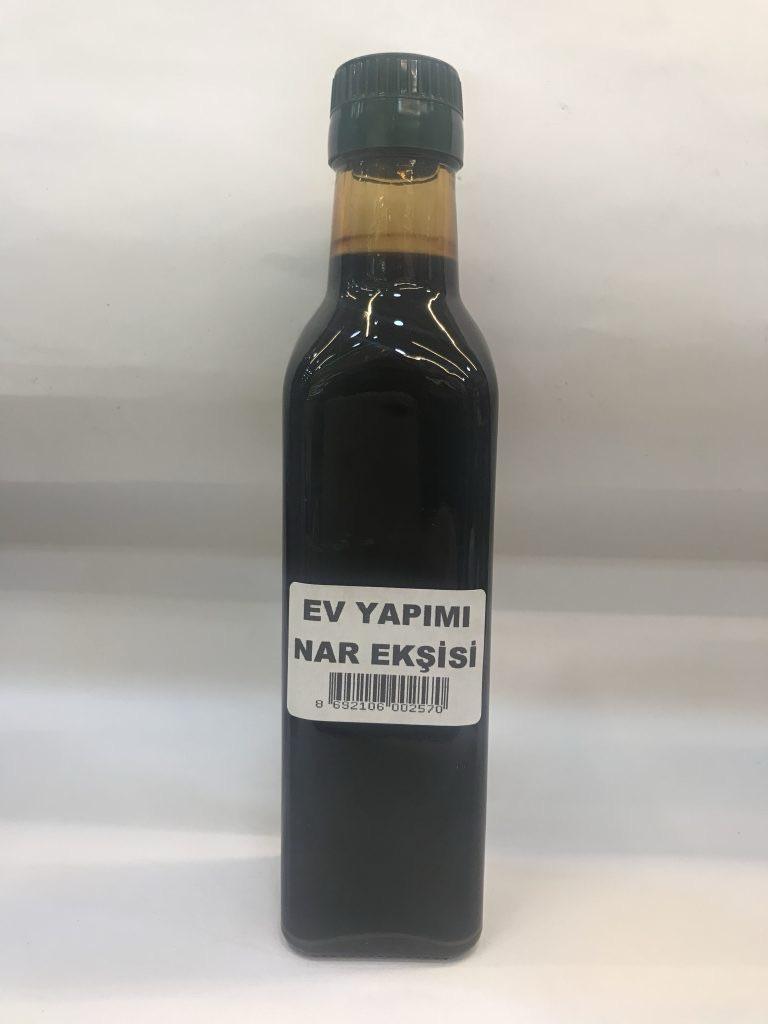 EV YAPIMI
NAR EKŞİSİ
8 692106 002570